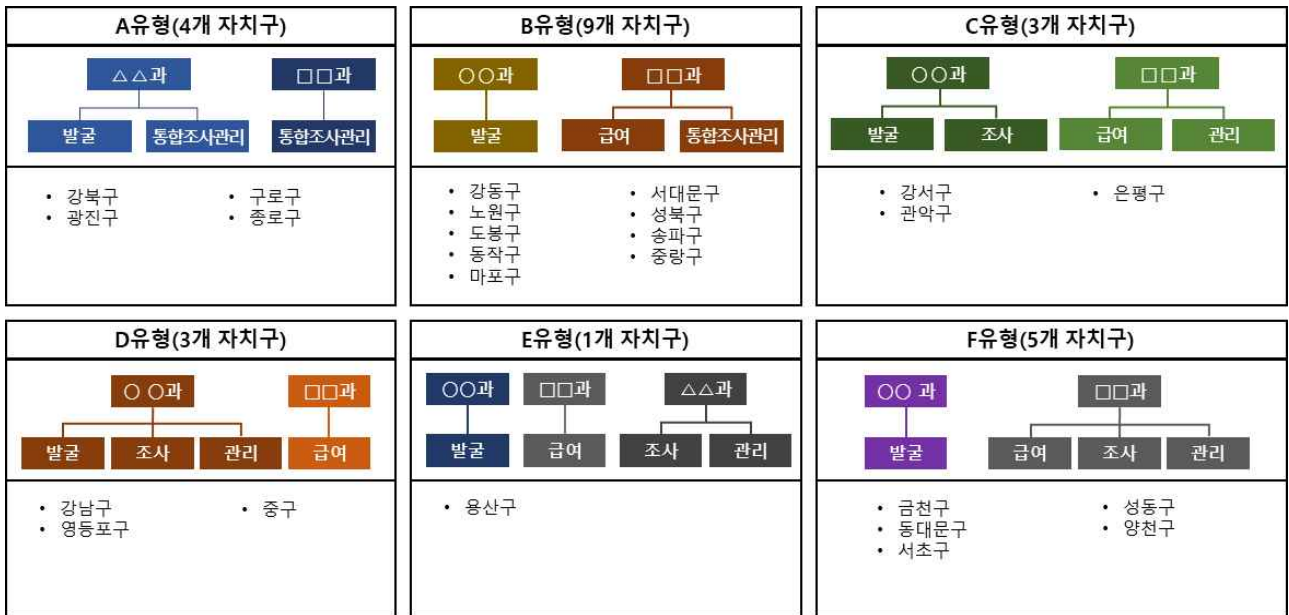 A유형(4개 자치구)
△△과 □□과
발굴 통합조사관리 통합조사관리
• 강북구 • 구로구
• 광진구 • 종로구
B유형(9개 자치구)
○○과 □□과
발굴 급여 통합조사관리
• 강동구 • 서대문구
• 노원구 • 성북구
• 도봉구 • 송파구
• 동작구 • 중랑구
• 마포구
C유형(3개 자치구)
○○과 □□과
발굴 조사 급여 관리
• 강서구 • 은평구
• 관악구
D유형(3개 자치구)
○ ○과 □□과
발굴 조사 관리 급여
• 강남구 • 중구
• 영등포구
E유형(1개 자치구)
○○과 □□과 △△과
발굴 급여 조사 관리
• 용산구
F유형(5개 자치구)
○○ 과 □□과
발굴 급여 조사 관리
• 금천구 • 성동구
• 동대문구 • 양천구
• 서초구